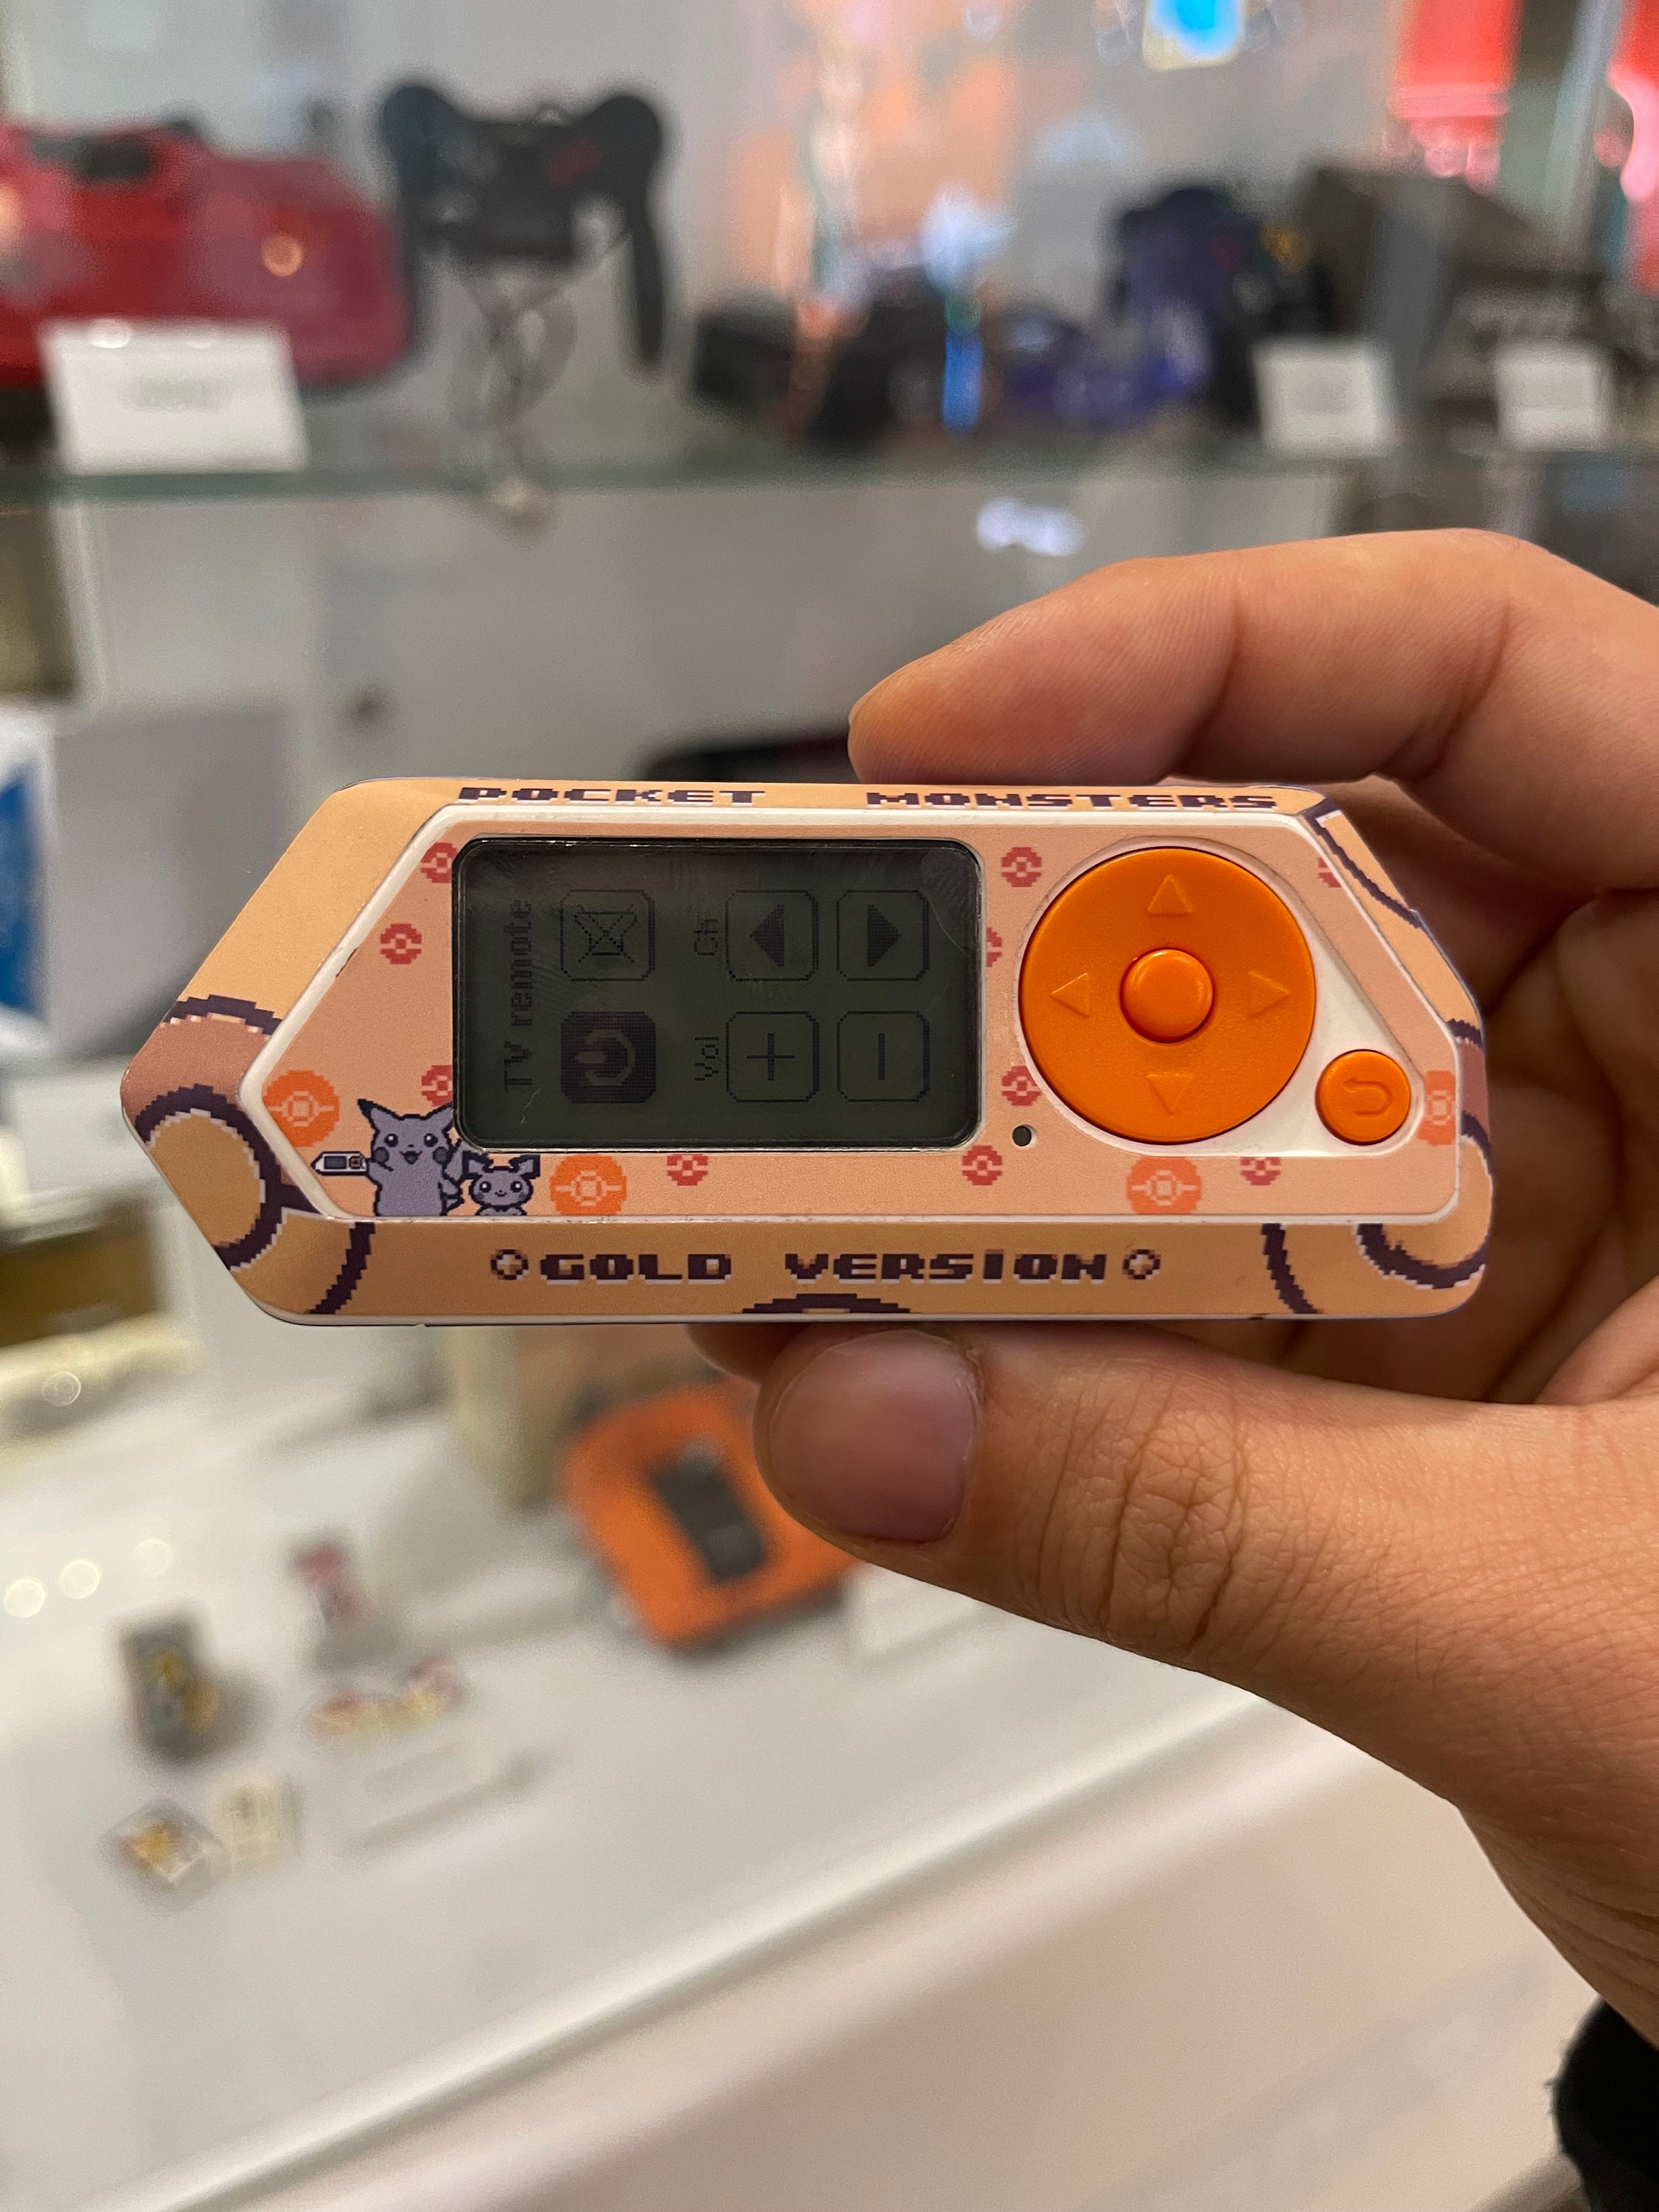 POCKET MONSTERS
TV remote
Vol
Ch
GOLD VERSION